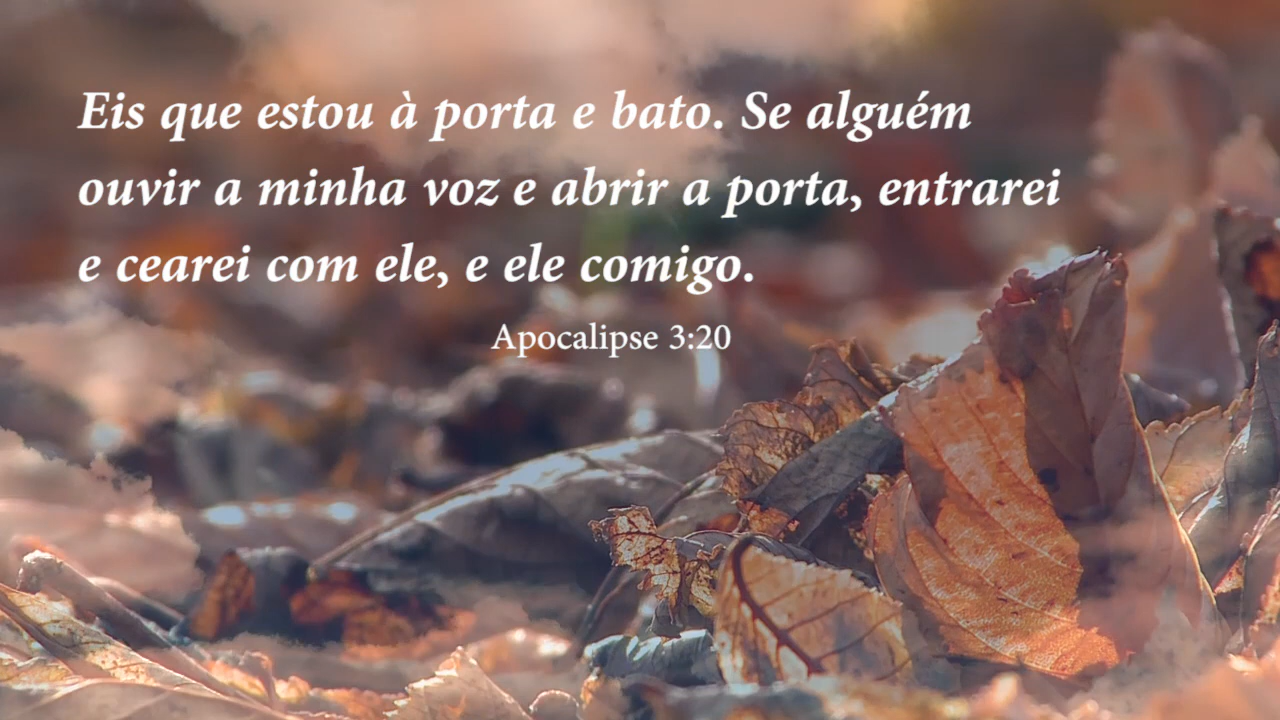 Eis que estou à porta e bato. Se alguém
ouvir a minha voz e abrir a porta, entrarei
e cearei com ele, e ele comigo.
Apocalipse 3:20